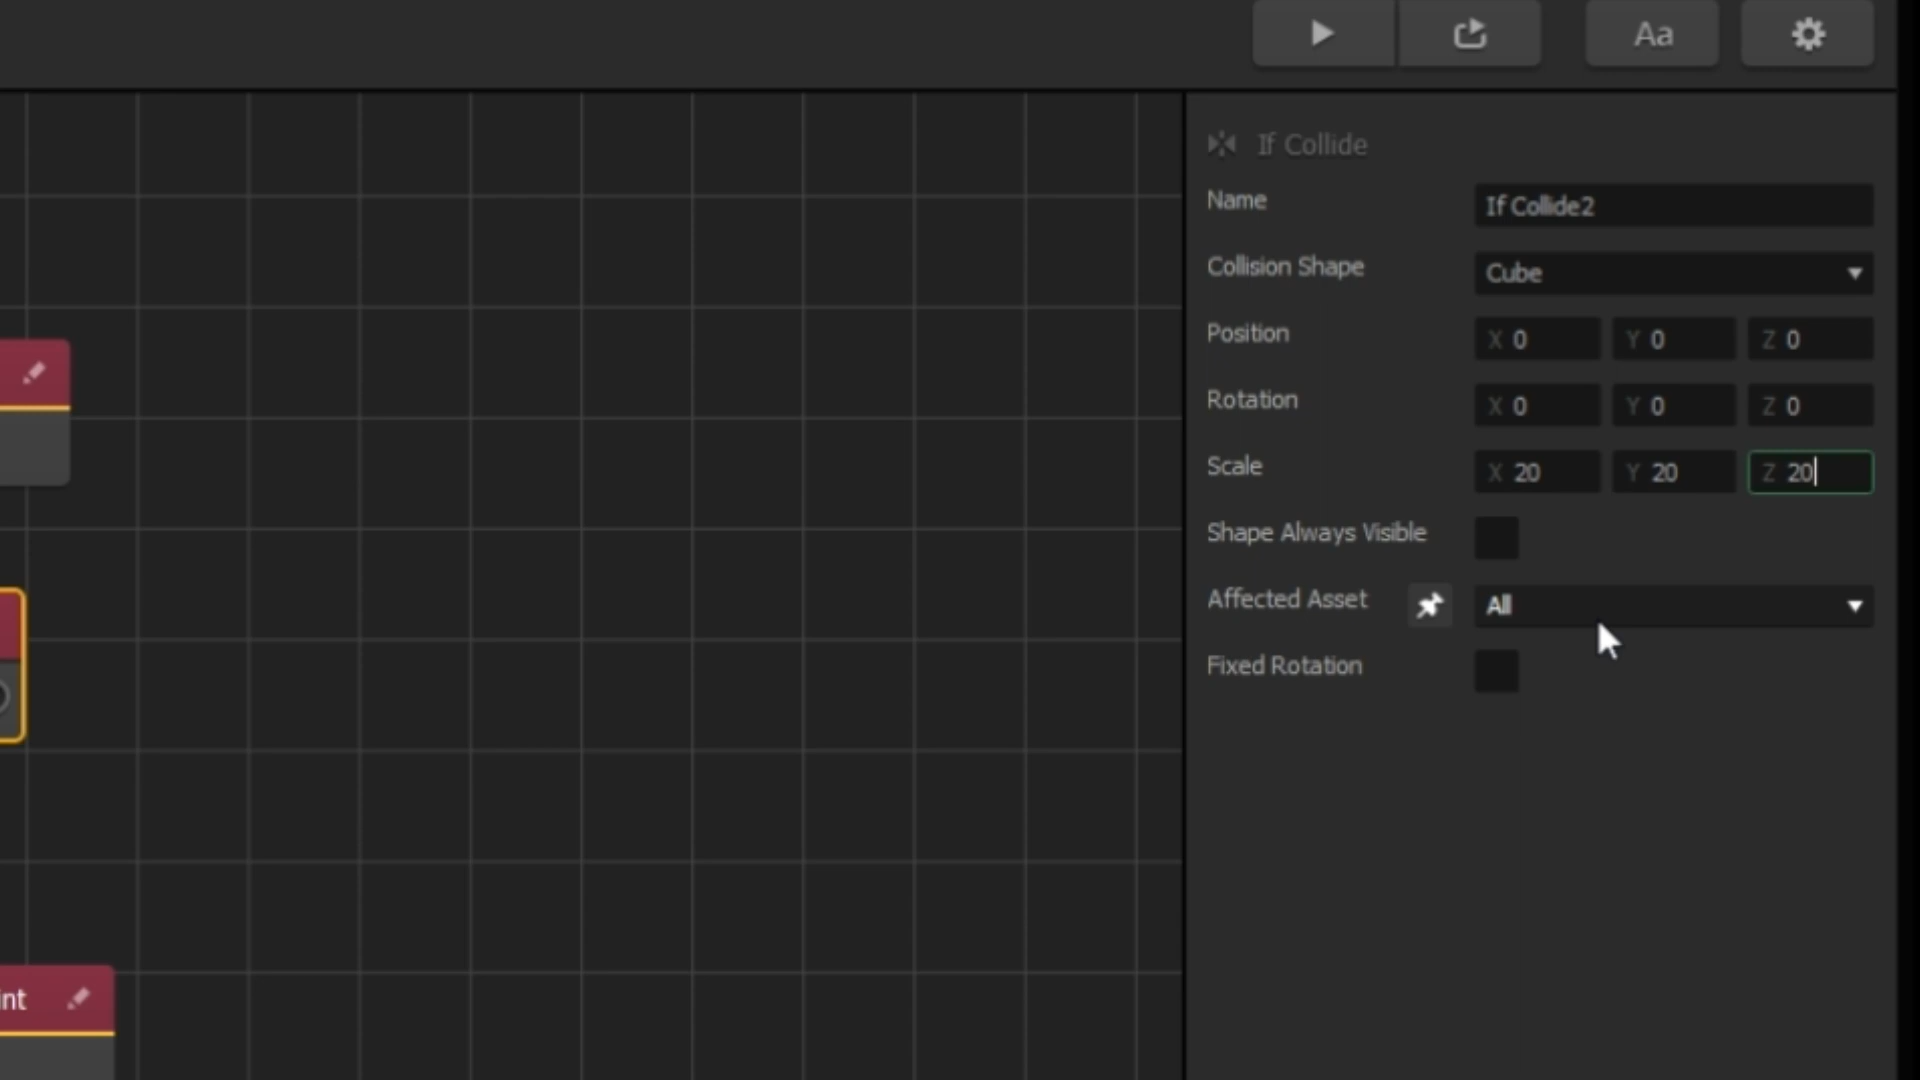 Aa
If Collide
Name If Collide2
Collision Shape Cube
Position X 0 Y 0 Z 0
Rotation X 0 Y 0 Z 0
Scale X 20 Y 20 Z 20
Shape Always Visible
Affected Asset All
Fixed Rotation
int